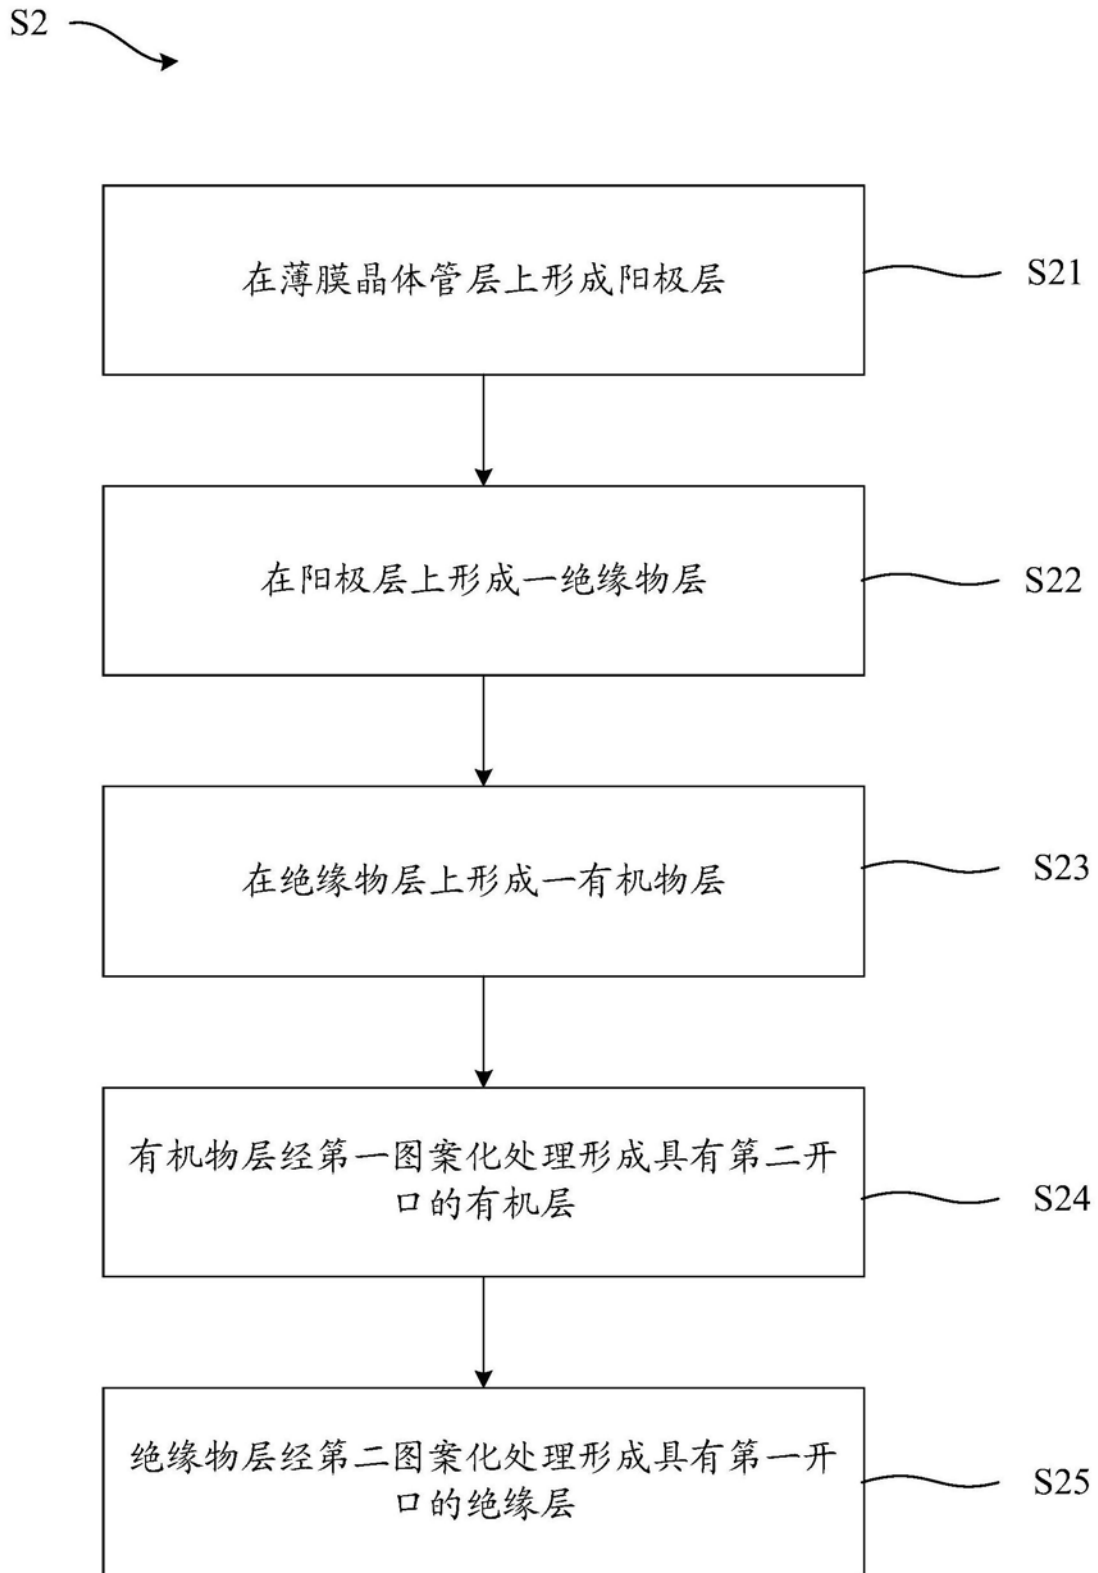 S2
在薄膜晶体管层上形成阳极层
S21
在阳极层上形成一绝缘物层
S22
在绝缘物层上形成一有机物层
S23
有机物层经第一图案化处理形成具有第二开
口的有机层
S24
绝缘物层经第二图案化处理形成具有第一开
口的绝缘层
S25